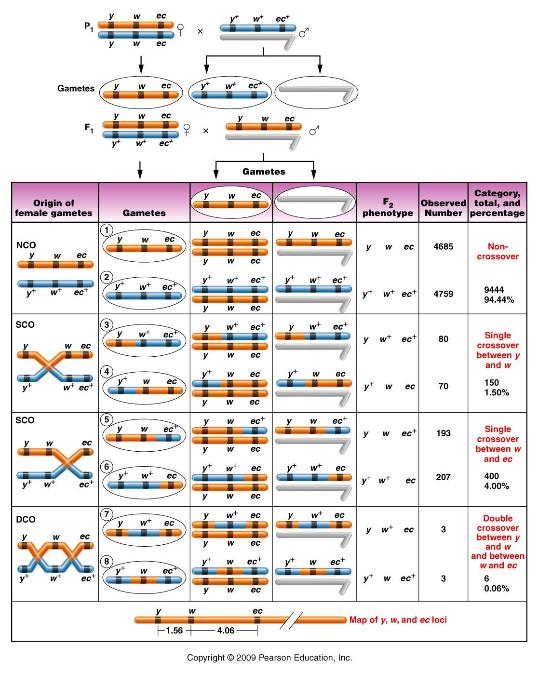 y w ec y+ w+ ec+
P1 ♀ × ♂
y w ec
y w ec y+ w+ ec+
Gametes
y w ec y w ec
F1 ♀ × ♂
y+ w+ ec+
Gametes
y w ec
Origin of female gametes Gametes F2 phenotype Observed Number Category, total, and percentage
NCO
y w ec
y+ w+ ec+
1
y w ec y w ec y w ec
y w ec
y w ec 4685 Non-crossover
2
y+ w+ ec+ y+ w+ ec+ y+ w+ ec+
y w ec
y+ w+ ec+ 4759 9444
94.44%
SCO
y w ec
y+ w+ ec+
3
y w+ ec+ y w+ ec+ y w+ ec+
y w ec
y w+ ec+ 80 Single crossover between y and w
4
y+ w ec y+ w ec y+ w ec
y w ec
y+ w ec 70 150
1.50%
SCO
y w ec
y+ w+ ec+
5
y w ec+ y w ec+ y w ec+
y w ec
y w ec+ 193 Single crossover between w and ec
6
y+ w+ ec y+ w+ ec y+ w+ ec
y w ec
y+ w+ ec 207 400
4.00%
DCO
y w ec
y+ w+ ec+
7
y w+ ec y w+ ec y w+ ec
y w ec
y w+ ec 3 Double crossover between y and w and between w and ec
8
y+ w ec+ y+ w ec+ y+ w ec+
y w ec
y+ w ec+ 3 6
0.06%
y w ec
Map of y, w, and ec loci
1.56 4.06
Copyright © 2009 Pearson Education, Inc.